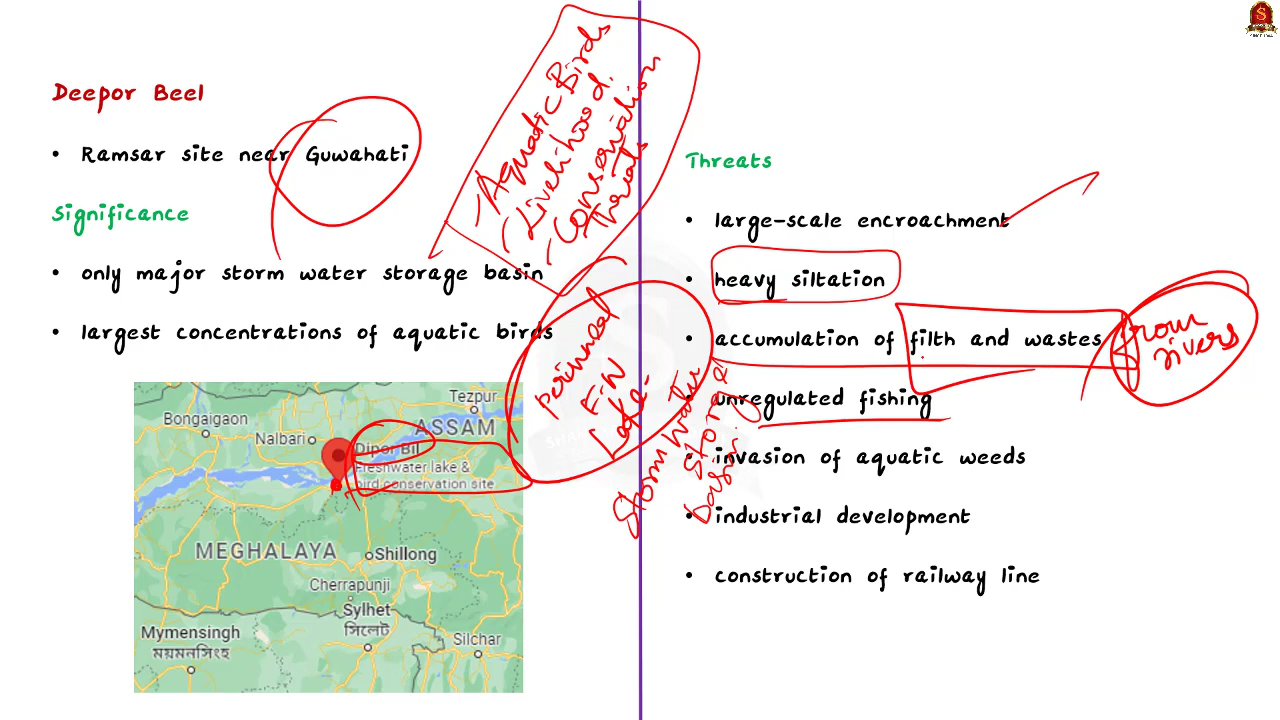 Deepor Beel
• Ramsar site near Guwahati
Significance
• only major storm water storage basin
• largest concentrations of aquatic birds
Tezpur
Bongaigaon
ASSAM
Nalbari
Dipor Bil
Freshwater lake &
bird conservation site
MEGHALAYA
Shillong
Cherrapunji
Sylhet
সিলেট
Mymensingh
ময়মনসিংহ
Silchar
- Aquatic Birds
- Livelihood.
- Conservation
Threats
Perinneal
F.W
Lake-
Storm Water
Storage
basin.
Threats
• large-scale encroachment
• heavy siltation
• accumulation of filth and wastes
from
rivers
• unregulated fishing
• invasion of aquatic weeds
• industrial development
• construction of railway line
S